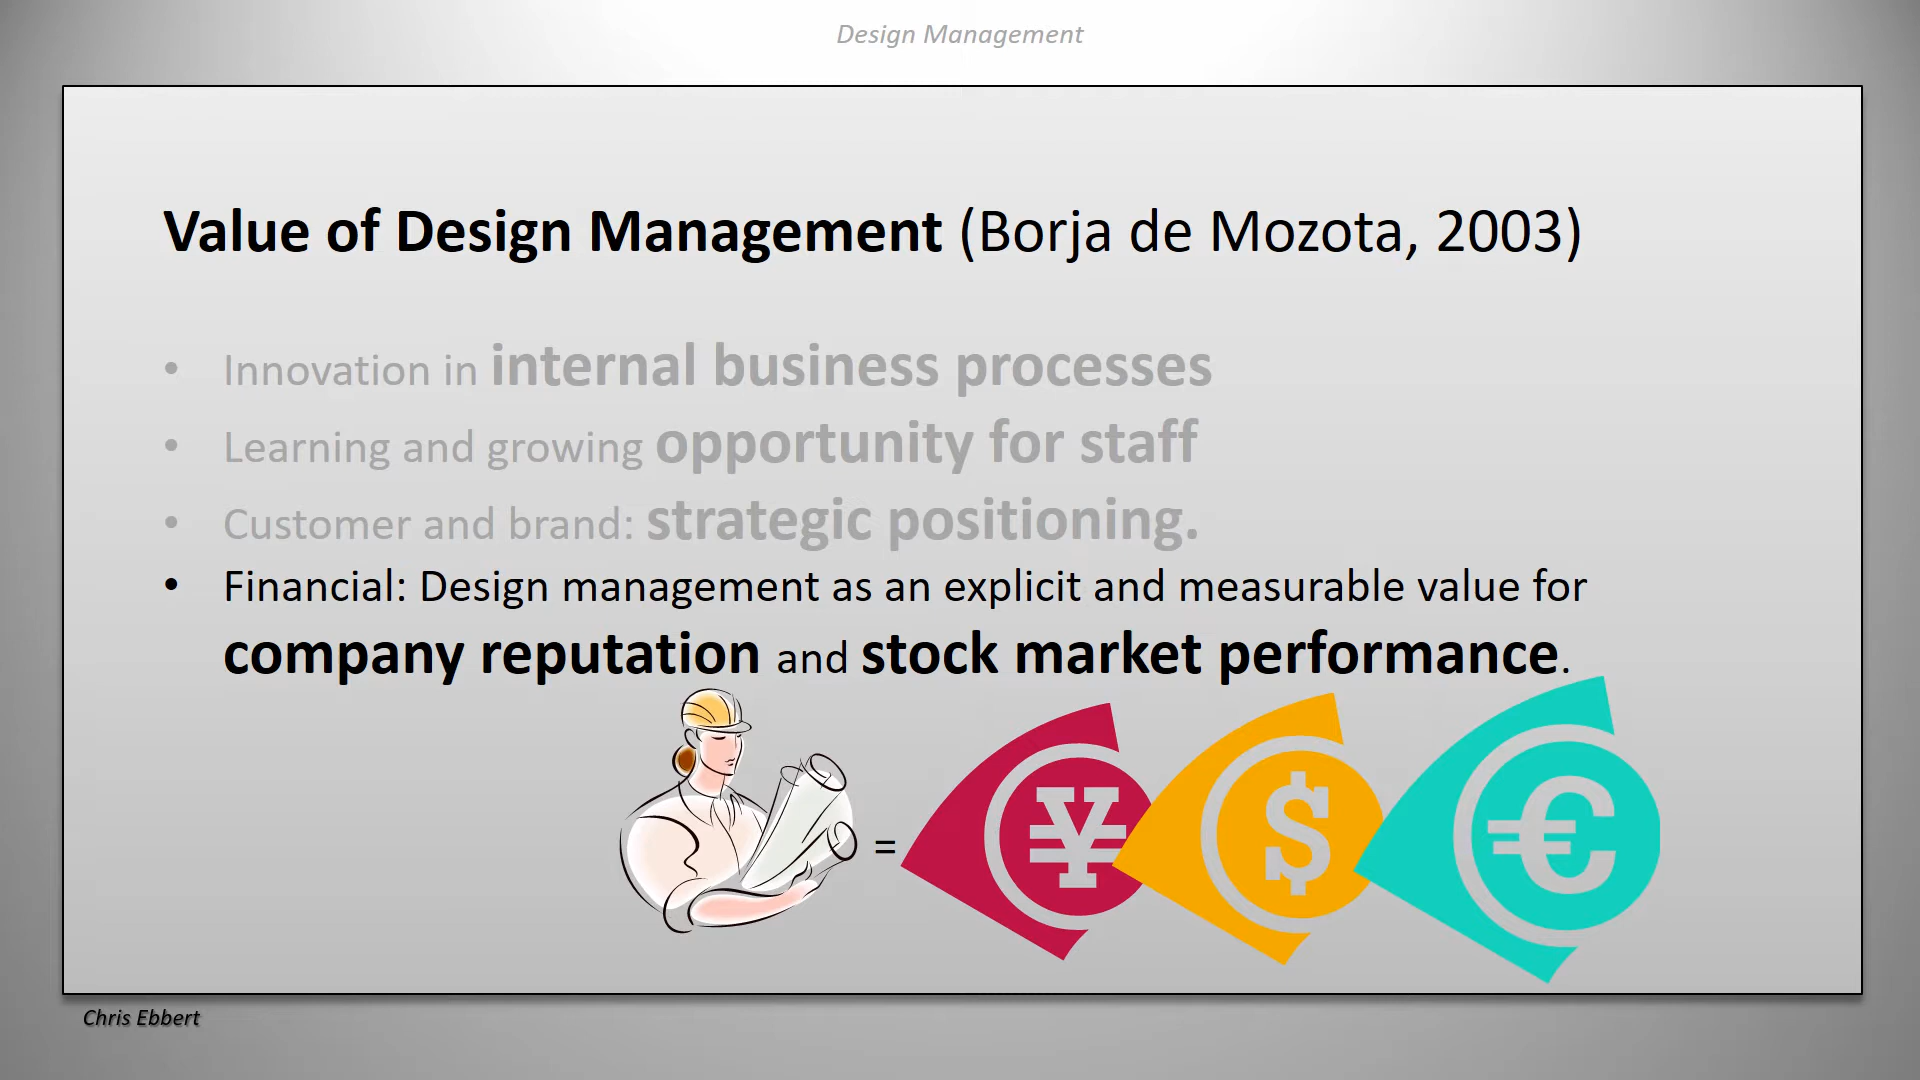 Design Management
Value of Design Management (Borja de Mozota, 2003)
• Innovation in internal business processes
• Learning and growing opportunity for staff
• Customer and brand: strategic positioning.
• Financial: Design management as an explicit and measurable value for
company reputation and stock market performance.
= ¥ $ €
Chris Ebbert